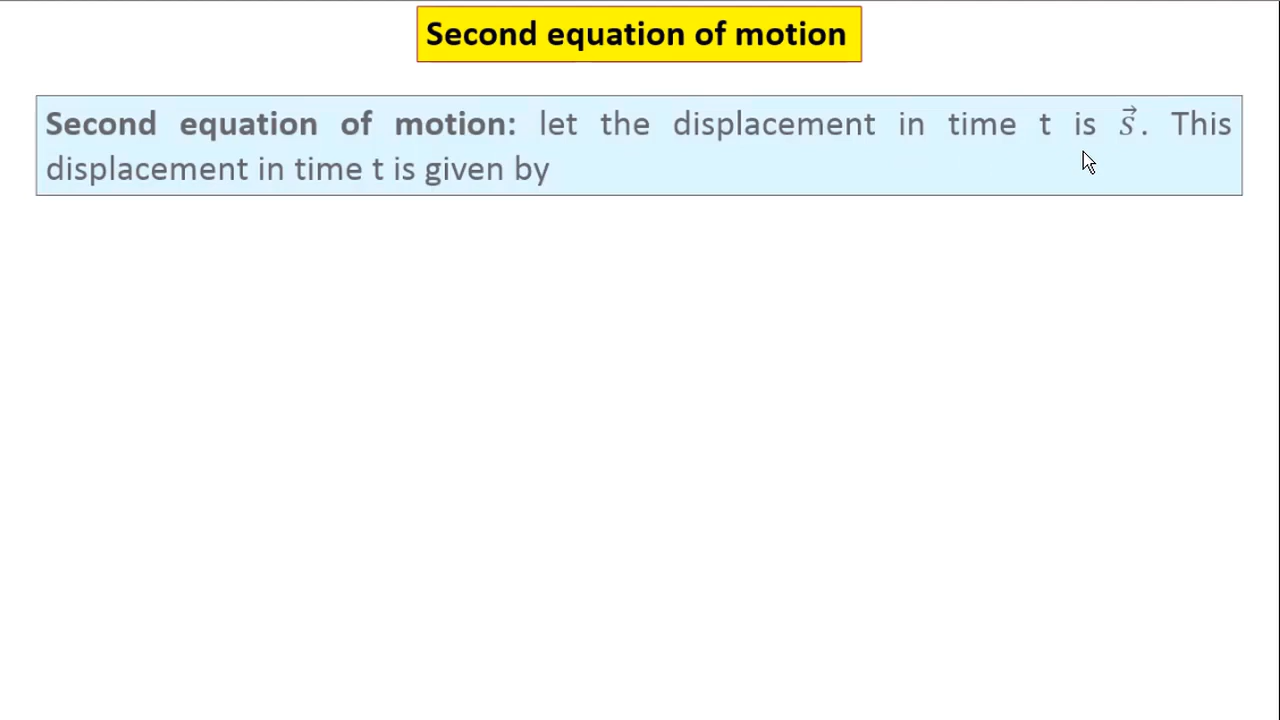 Second equation of motion
Second equation of motion: let the displacement in time t is s⃗. This
displacement in time t is given by